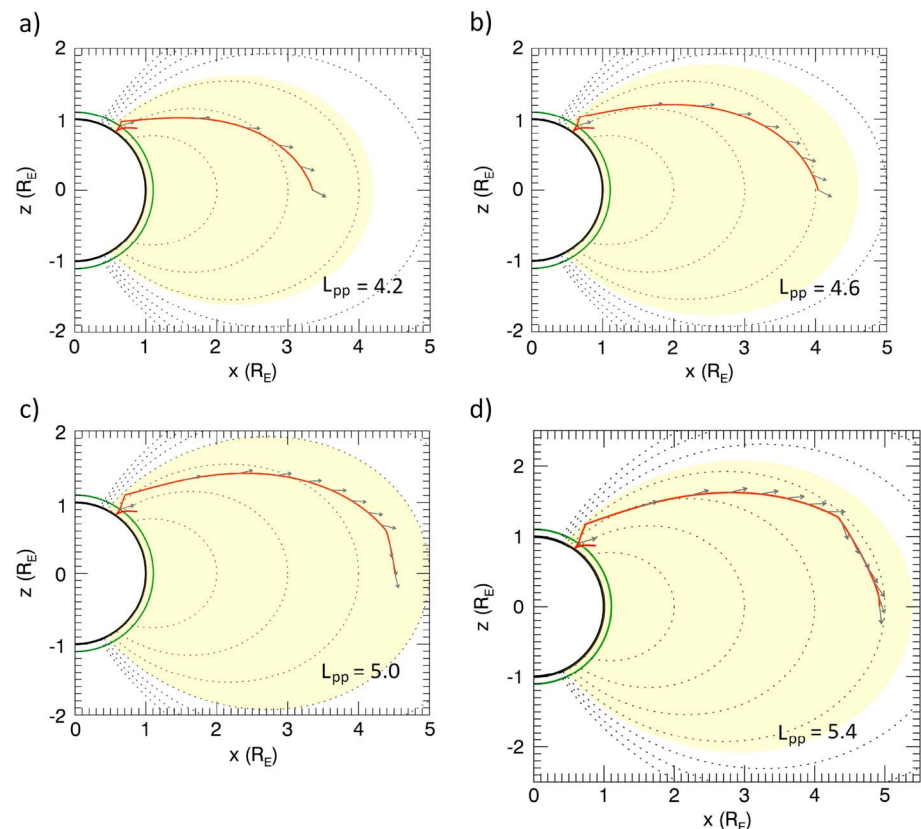 a)
2
1
0
-1
-2
z (R_E)
0 1 2 3 4 5
x (R_E)
L_pp = 4.2
b)
2
1
0
-1
-2
z (R_E)
0 1 2 3 4 5
x (R_E)
L_pp = 4.6
c)
2
1
0
-1
-2
z (R_E)
0 1 2 3 4 5
x (R_E)
L_pp = 5.0
d)
2
1
0
-1
-2
z (R_E)
0 1 2 3 4 5
x (R_E)
L_pp = 5.4